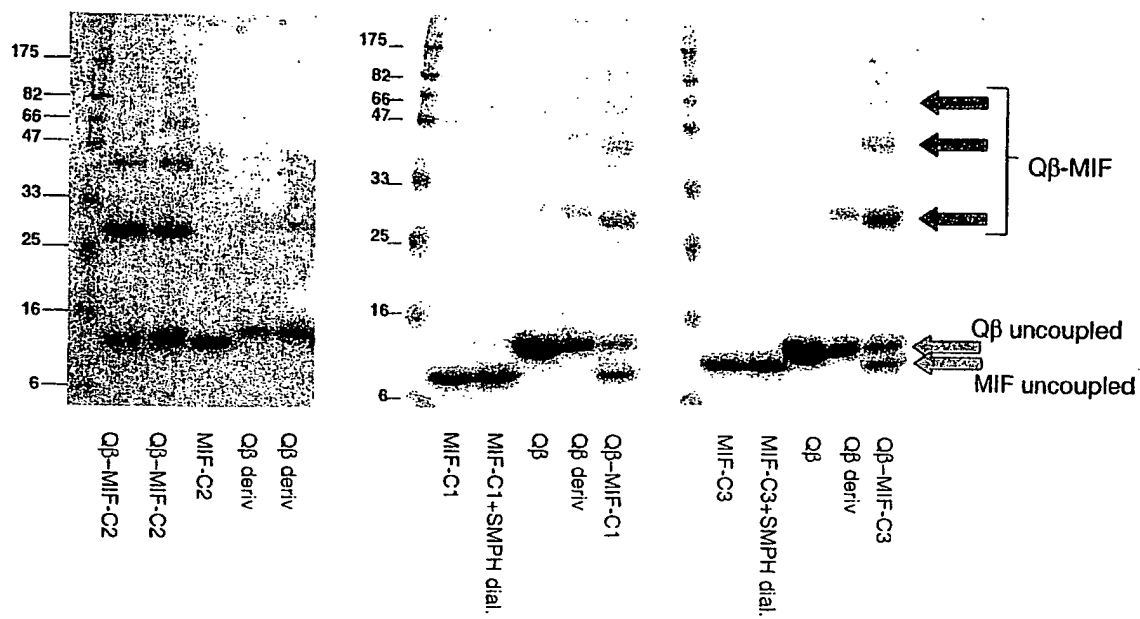 175
82
66
47
33
25
16
6
Qβ–MIF-C2
Qβ–MIF-C2
MIF-C2
Qβ deriv
Qβ deriv
175
82
66
47
33
25
16
6
MIF-C1
MIF-C1+SMPH dial.
Qβ
Qβ deriv
Qβ–MIF-C1
MIF-C3
MIF-C3+SMPH dial.
Qβ
Qβ deriv
Qβ–MIF-C3
Qβ-MIF
Qβ uncoupled
MIF uncoupled